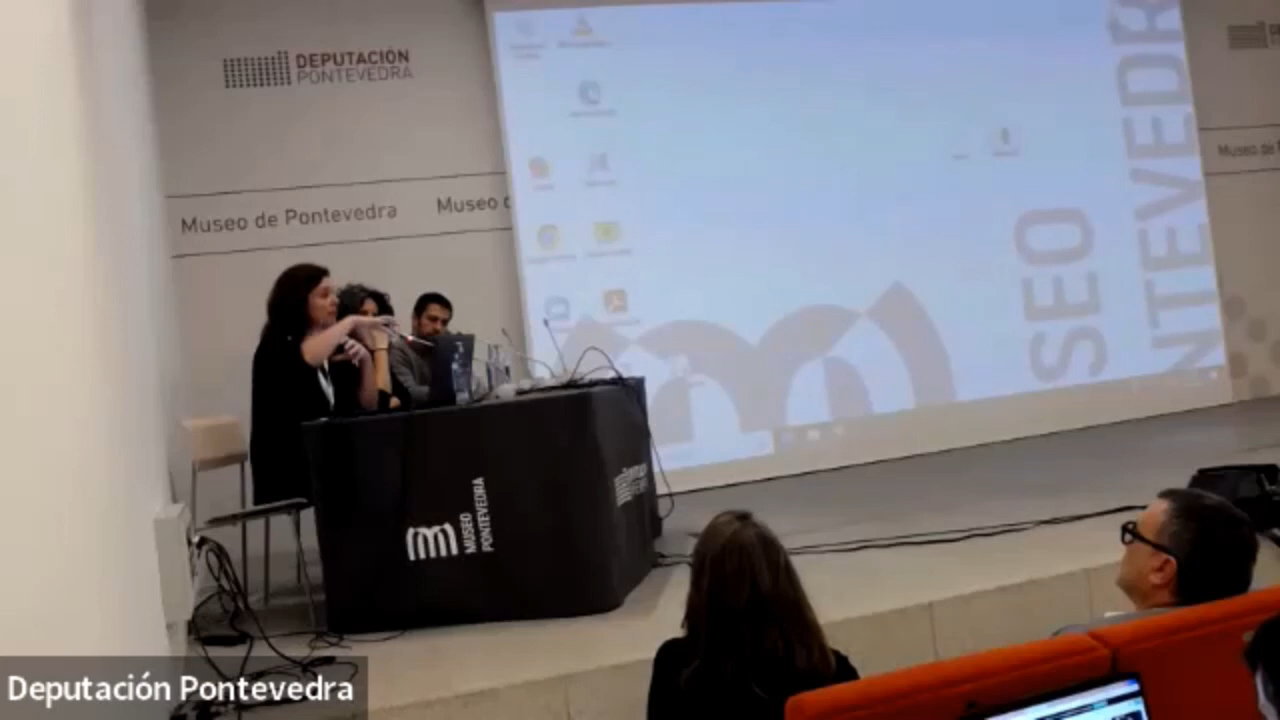 DEPUTACIÓN
PONTEVEDRA
Museo de Pontevedra
Museo
SEO
NTEVEDR
Museo de
MUSEO
PONTEVEDRA
Deputación Pontevedra